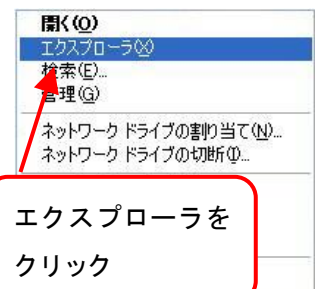 開く(O)
エクスプローラ(X)
検索(E)...
管理(G)
ネットワーク ドライブの割り当て(N)...
ネットワーク ドライブの切断(I)...
エクスプローラを
クリック